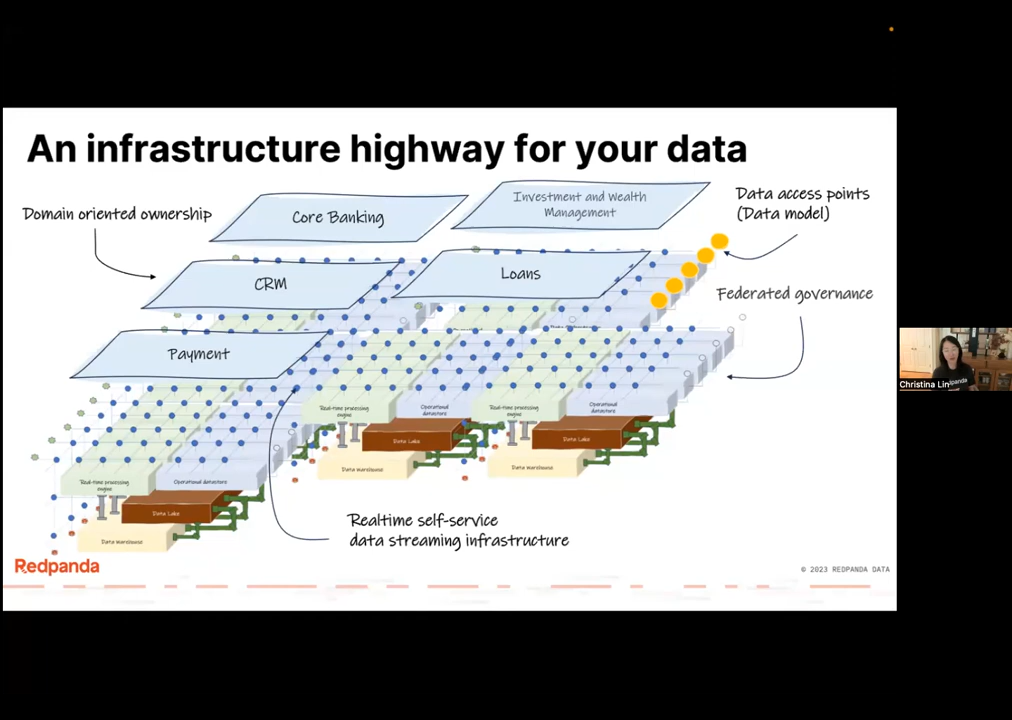 An infrastructure highway for your data
Domain oriented ownership
Core Banking
Investment and Wealth
Management
Data access points
(Data model)
CRM
Loans
Federated governance
Payment
Real-time processing
engine
Operational
datastores
Data Lake
Data Warehouse
Real-time processing
engine
Operational
datastores
Data Lake
Data Warehouse
Real-time processing
engine
Operational datastores
Data Lake
Data Warehouse
Realtime self-service
data streaming infrastructure
Redpanda
© 2023 REDPANDA DATA
Christina Lin